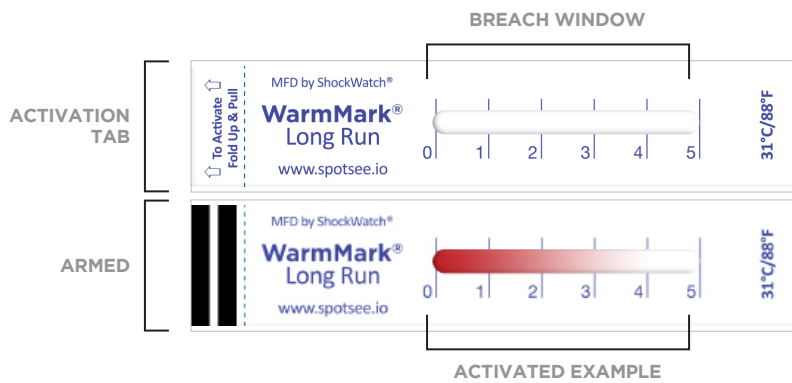 BREACH WINDOW
ACTIVATION
TAB
⇦ To Activate ⇨
Fold Up & Pull
MFD by ShockWatch®
WarmMark®
Long Run
www.spotsee.io
0 1 2 3 4 5
31°C/88°F
ARMED
MFD by ShockWatch®
WarmMark®
Long Run
www.spotsee.io
0 1 2 3 4 5
31°C/88°F
ACTIVATED EXAMPLE